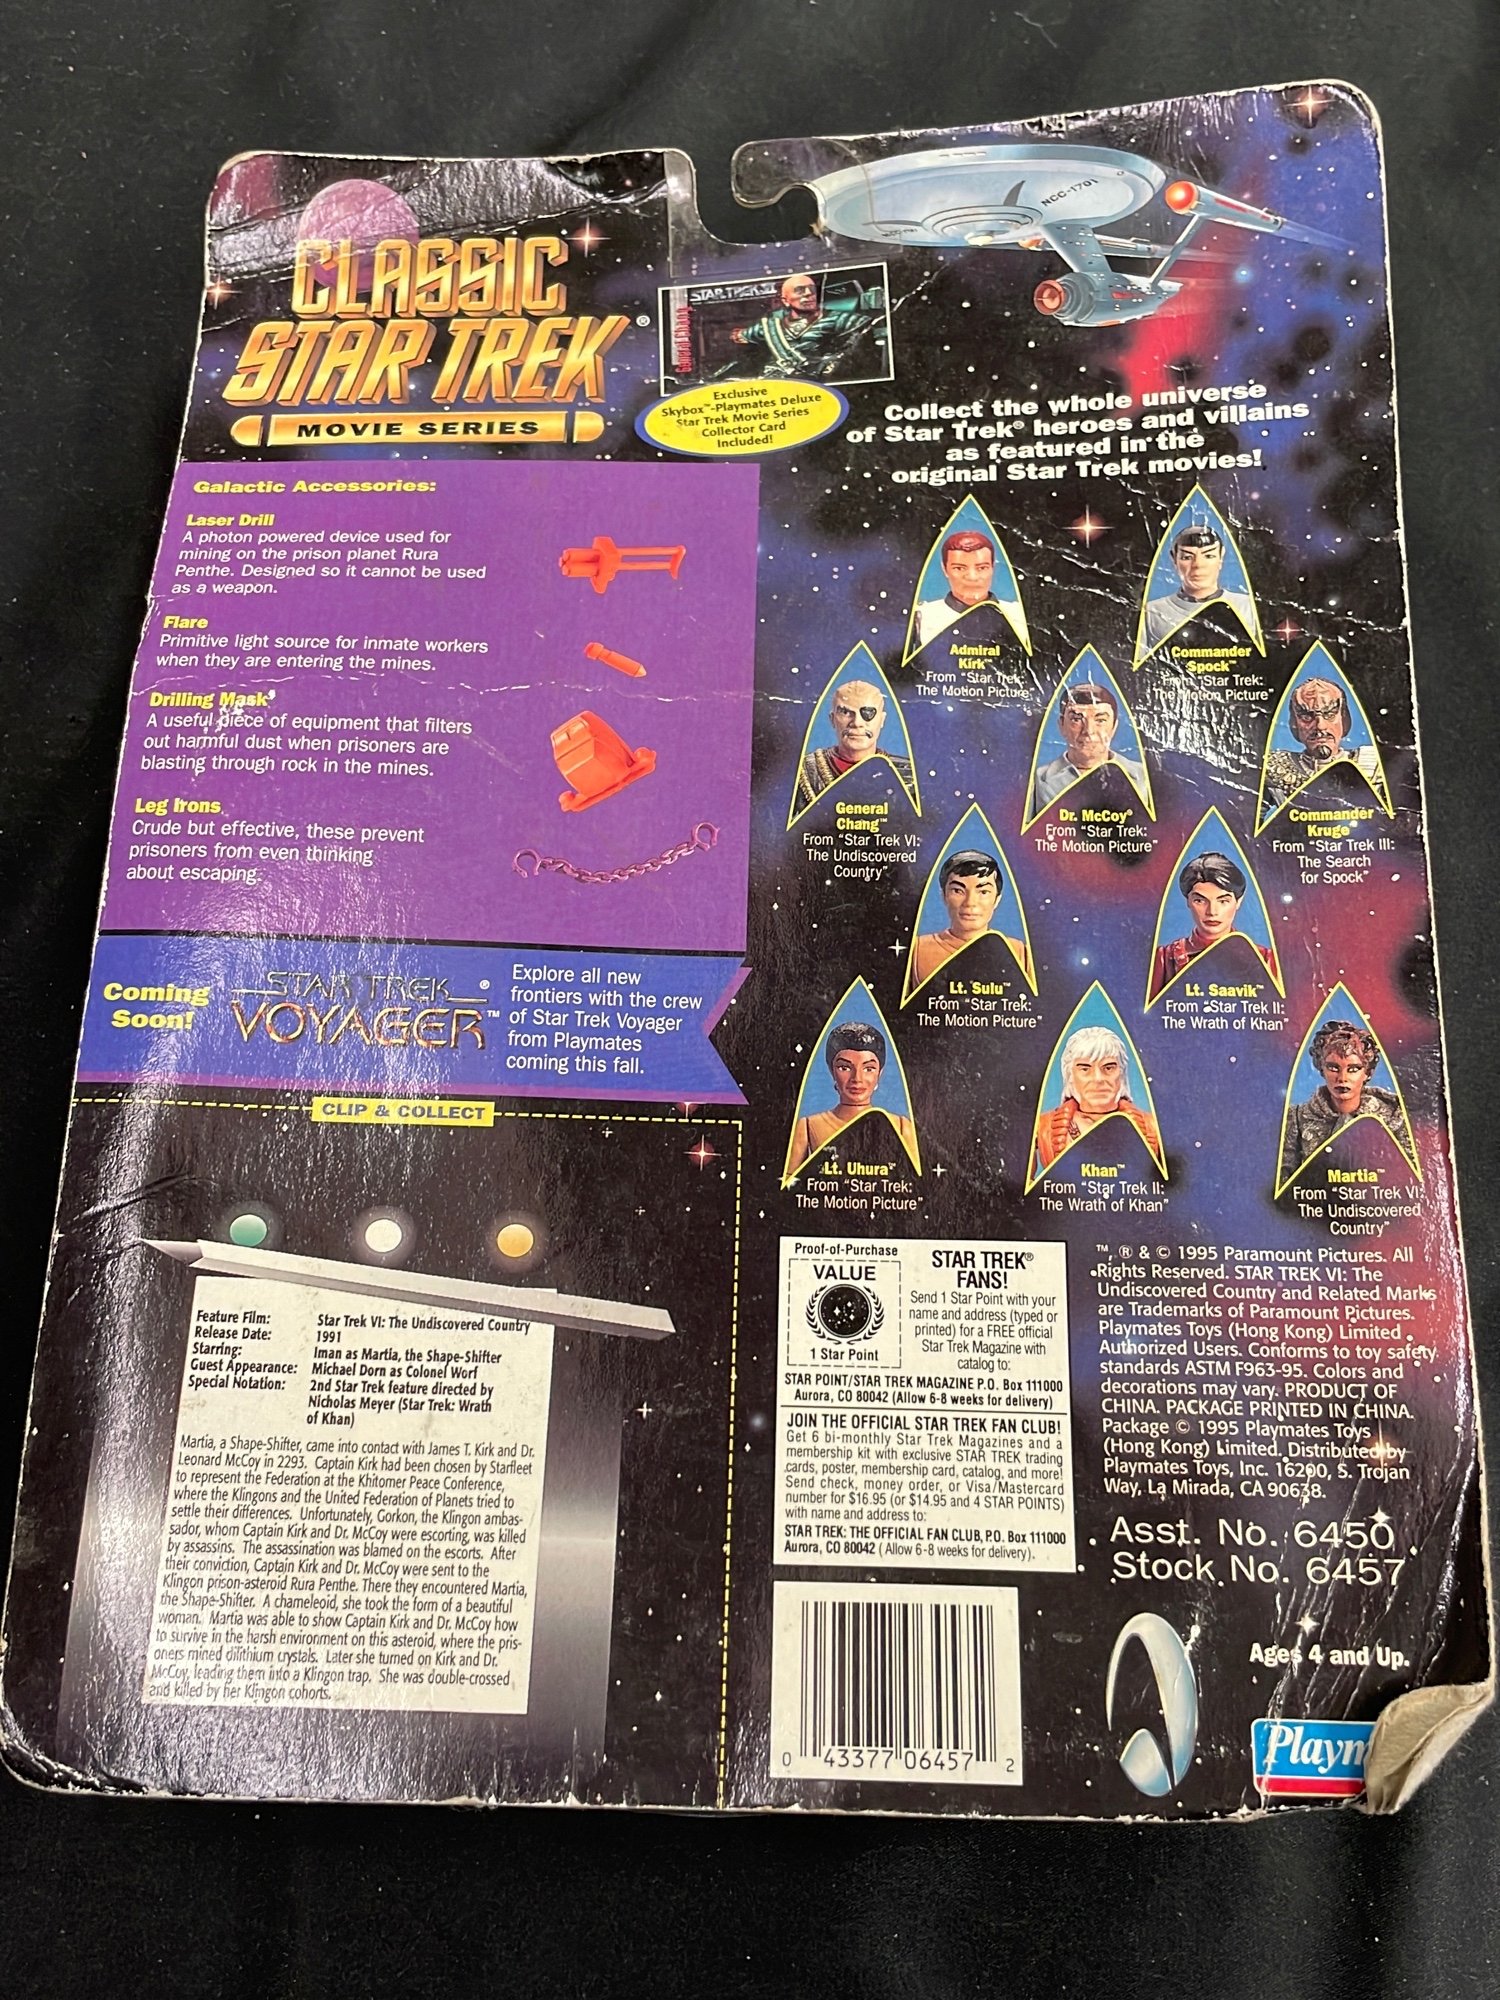 CLASSIC
STAR TREK®
MOVIE SERIES
STAR TREK VI
General Chang
Exclusive
Skybox™-Playmates Deluxe
Star Trek Movie Series
Collector Card
Included!
NCC-1701
Collect the whole universe
of Star Trek® heroes and villains
as featured in the
original Star Trek movies!
Galactic Accessories:
Laser Drill
A photon powered device used for
mining on the prison planet Rura
Penthe. Designed so it cannot be used
as a weapon.
Flare
Primitive light source for inmate workers
when they are entering the mines.
Drilling Mask
A useful piece of equipment that filters
out harmful dust when prisoners are
blasting through rock in the mines.
Leg Irons
Crude but effective, these prevent
prisoners from even thinking
about escaping.
Coming
Soon!
STAR TREK®
VOYAGER™
Explore all new
frontiers with the crew
of Star Trek Voyager
from Playmates
coming this fall.
Admiral
Kirk™
From "Star Trek:
The Motion Picture"
Commander
Spock™
From "Star Trek:
The Motion Picture"
General
Chang™
From "Star Trek VI:
The Undiscovered
Country"
Dr. McCoy®
From "Star Trek:
The Motion Picture"
Commander
Kruge™
From "Star Trek III:
The Search
for Spock"
Lt. Sulu™
From "Star Trek:
The Motion Picture"
Lt. Saavik™
From "Star Trek II:
The Wrath of Khan"
Lt. Uhura™
From "Star Trek:
The Motion Picture"
Khan™
From "Star Trek II:
The Wrath of Khan"
Martia™
From "Star Trek VI:
The Undiscovered
Country"
CLIP & COLLECT
Feature Film: Star Trek VI: The Undiscovered Country
Release Date: 1991
Starring: Iman as Martia, the Shape-Shifter
Guest Appearance: Michael Dorn as Colonel Worf
Special Notation: 2nd Star Trek feature directed by
Nicholas Meyer (Star Trek: Wrath
of Khan)
Martia, a Shape-Shifter, came into contact with James T. Kirk and Dr.
Leonard McCoy in 2293. Captain Kirk had been chosen by Starfleet
to represent the Federation at the Khitomer Peace Conference,
where the Klingons and the United Federation of Planets tried to
settle their differences. Unfortunately, Gorkon, the Klingon ambas-
sador, whom Captain Kirk and Dr. McCoy were escorting, was killed
by assassins. The assassination was blamed on the escorts. After
their conviction, Captain Kirk and Dr. McCoy were sent to the
Klingon prison-asteroid Rura Penthe. There they encountered Martia,
the Shape-Shifter. A chameleoid, she took the form of a beautiful
woman. Martia was able to show Captain Kirk and Dr. McCoy how
to survive in the harsh environment on this asteroid, where the pris-
oners mined dilithium crystals. Later she turned on Kirk and Dr.
McCoy, leading them into a Klingon trap. She was double-crossed
and killed by her Klingon cohorts.
Proof-of-Purchase
VALUE
1 Star Point
STAR TREK®
FANS!
Send 1 Star Point with your
name and address (typed or
printed) for a FREE official
Star Trek Magazine with
catalog to:
STAR POINT/STAR TREK MAGAZINE P.O. Box 111000
Aurora, CO 80042 (Allow 6-8 weeks for delivery)
JOIN THE OFFICIAL STAR TREK FAN CLUB!
Get 6 bi-monthly Star Trek Magazines and a
membership kit with exclusive STAR TREK trading
cards, poster, membership card, catalog, and more!
Send check, money order, or Visa/Mastercard
number for $16.95 (or $14.95 and 4 STAR POINTS)
with name and address to:
STAR TREK: THE OFFICIAL FAN CLUB, P.O. Box 111000
Aurora, CO 80042 (Allow 6-8 weeks for delivery).
™, ® & © 1995 Paramount Pictures. All
Rights Reserved. STAR TREK VI: The
Undiscovered Country and Related Marks
are Trademarks of Paramount Pictures.
Playmates Toys (Hong Kong) Limited
Authorized Users. Conforms to toy safety
standards ASTM F963-95. Colors and
decorations may vary. PRODUCT OF
CHINA. PACKAGE PRINTED IN CHINA.
Package © 1995 Playmates Toys
(Hong Kong) Limited. Distributed by
Playmates Toys, Inc. 16200, S. Trojan
Way, La Mirada, CA 90638.
Asst. No. 6450
Stock No. 6457
Ages 4 and Up.
0 43377 06457 2
Playm